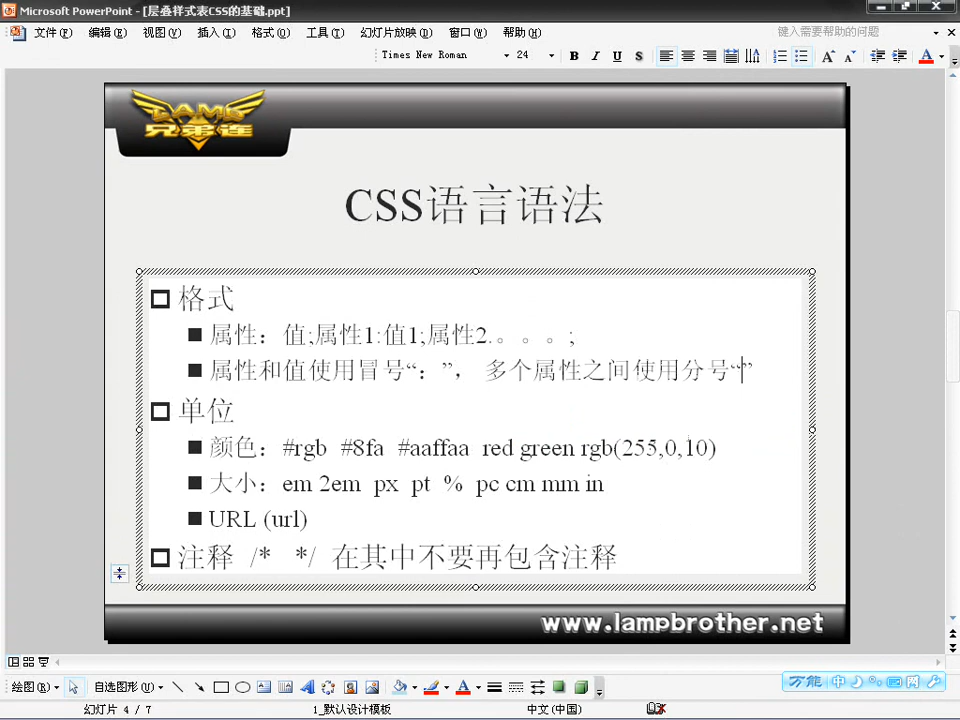 Microsoft PowerPoint - [层叠样式表CSS的基础.ppt]
文件(F) 编辑(E) 视图(V) 插入(I) 格式(O) 工具(T) 幻灯片放映(D) 窗口(W) 帮助(H) 键入需要帮助的问题
Times New Roman 24 B I U S A A A
LAMP
兄弟连
CSS语言语法
格式
属性：值;属性1:值1;属性2.。。。;
属性和值使用冒号“：”， 多个属性之间使用分号“”
单位
颜色：#rgb #8fa #aaffaa red green rgb(255,0,10)
大小：em 2em px pt % pc cm mm in
URL (url)
注释 /* */ 在其中不要再包含注释
www.lampbrother.net
绘图(R) 自选图形(U) A A 万能 中
幻灯片 4 / 7 1_默认设计模板 中文(中国)